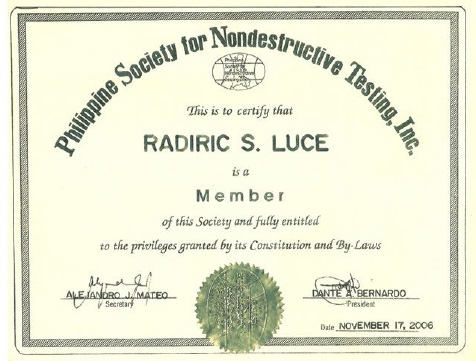 Philippine Society for Nondestructive Testing, Inc.
This is to certify that
RADIRIC S. LUCE
is a
Member
of this Society and fully entitled
to the privileges granted by its Constitution and By-Laws
ALEJANDRO J. MATEO
Secretary
DANTE A. BERNARDO
President
Date NOVEMBER 17, 2006